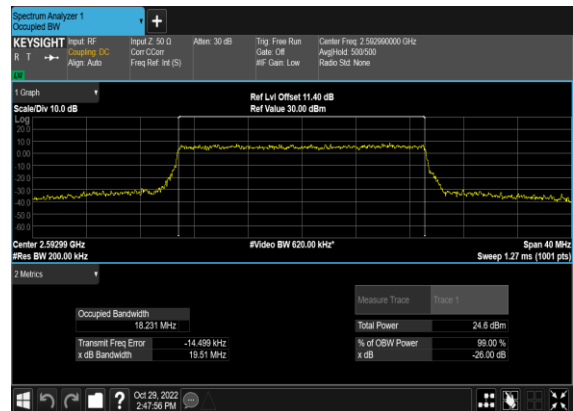 Spectrum Analyzer 1
Occupied BW
KEYSIGHT
R T
LW
Input: RF
Coupling: DC
Align: Auto
Input Z: 50 Ω
Corr CCorr
Freq Ref: Int (S)
Atten: 30 dB
Trig: Free Run
Gate: Off
#IF Gain: Low
Center Freq: 2.592990000 GHz
Avg|Hold: 500/500
Radio Std: None
1 Graph
Scale/Div 10.0 dB
Ref Lvl Offset 11.40 dB
Ref Value 30.00 dBm
Log
20.0
10.0
0.00
-10.0
-20.0
-30.0
-40.0
-50.0
-60.0
Center 2.59299 GHz
#Res BW 200.00 kHz
#Video BW 620.00 kHz*
Span 40 MHz
Sweep 1.27 ms (1001 pts)
2 Metrics
Measure Trace Trace 1
Occupied Bandwidth
18.231 MHz
Total Power 24.6 dBm
Transmit Freq Error -14.499 kHz
% of OBW Power 99.00 %
x dB Bandwidth 19.51 MHz
x dB -26.00 dB
?
Oct 29, 2022
2:47:56 PM